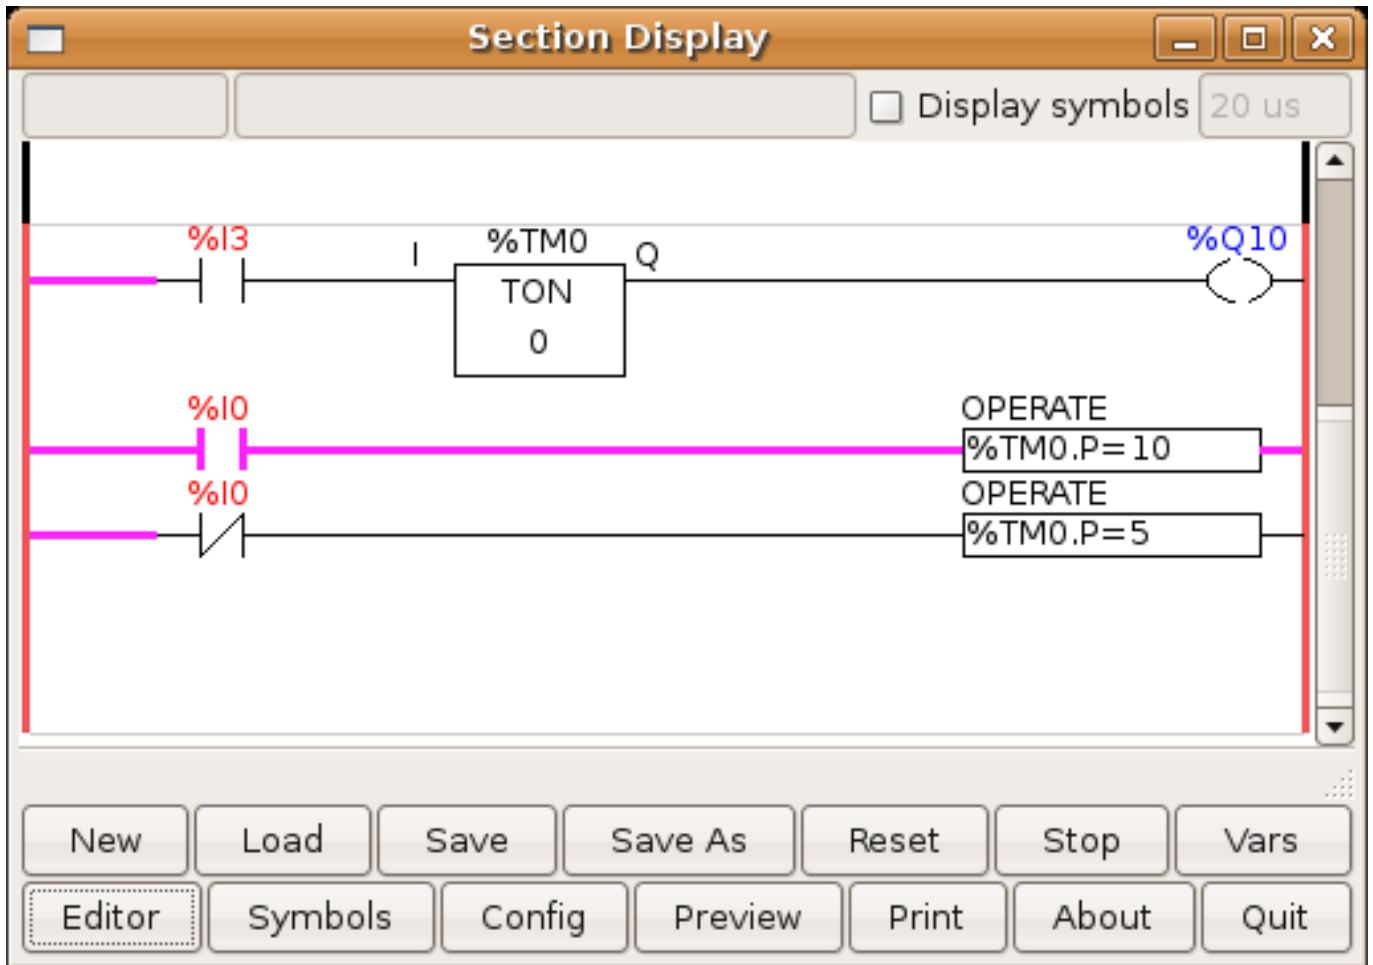 Section Display
Display symbols 20 us
%I3 I %TM0 Q %Q10
TON
0
%I0 OPERATE
%TM0.P=10
%I0 OPERATE
%TM0.P=5
New Load Save Save As Reset Stop Vars
Editor Symbols Config Preview Print About Quit